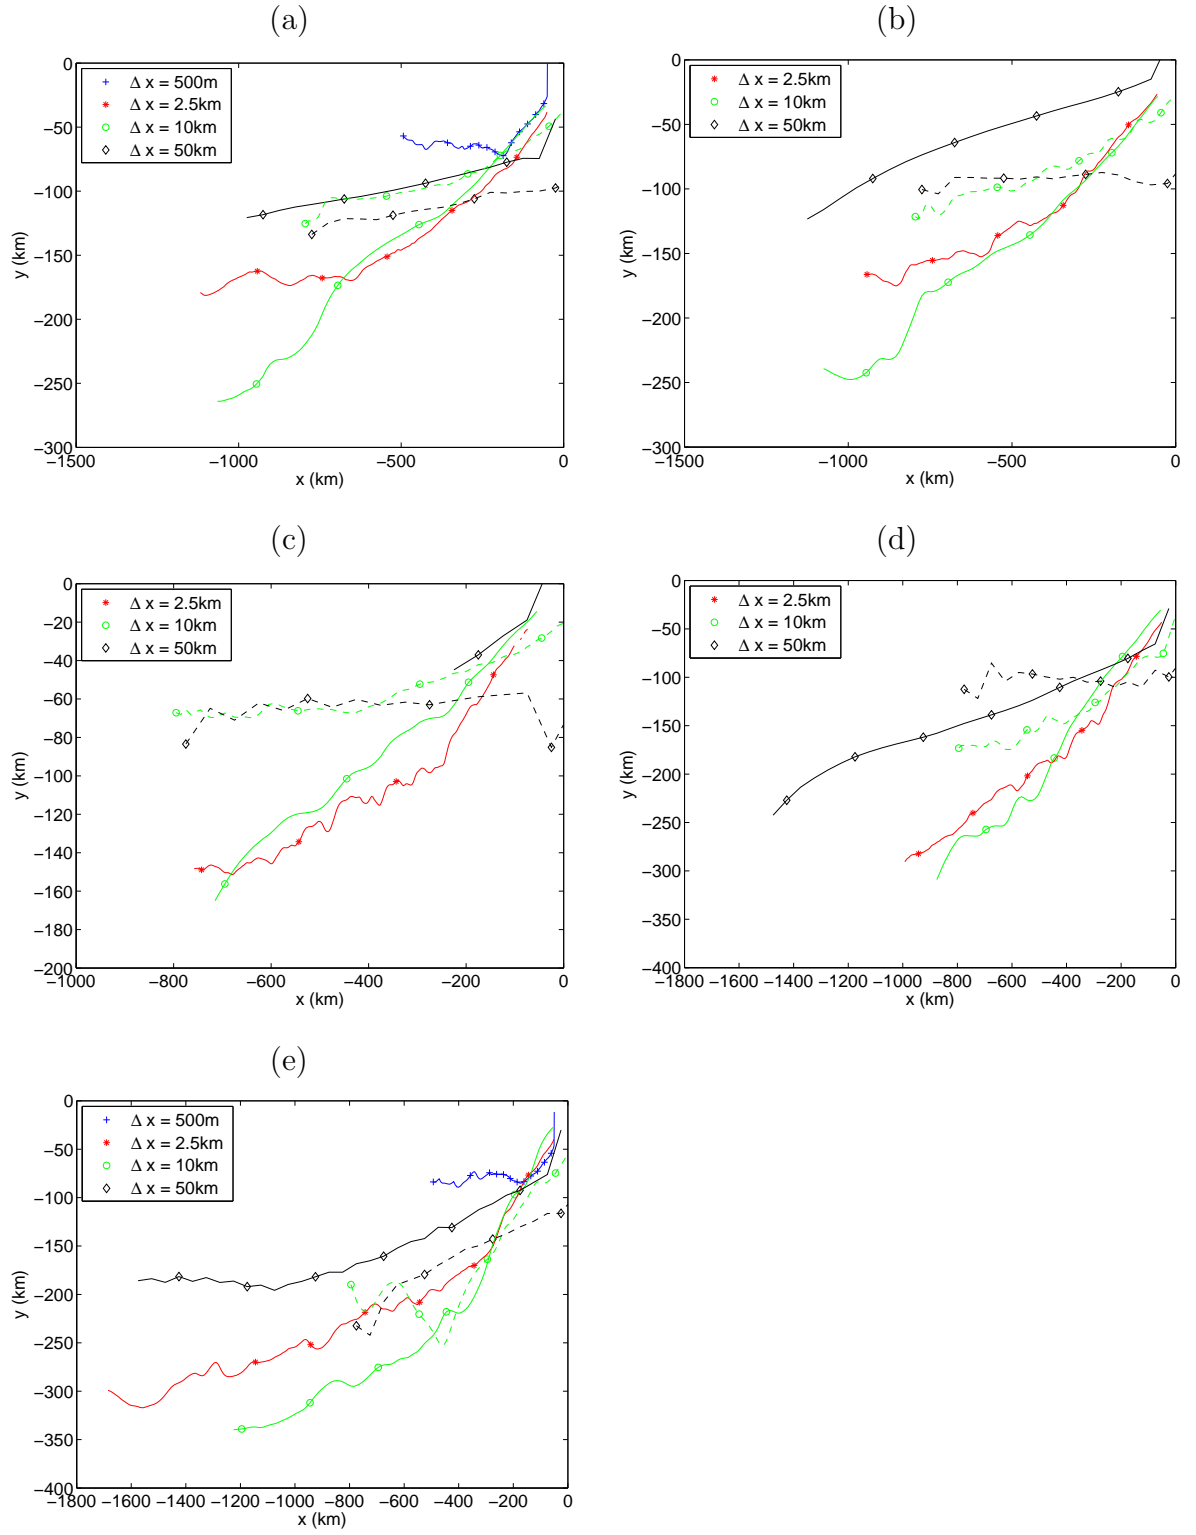 (a)
Δ x = 500m
Δ x = 2.5km
Δ x = 10km
Δ x = 50km
0
−50
−100
−150
−200
−250
−300
−1500
−1000
−500
0
y (km)
x (km)
(b)
Δ x = 2.5km
Δ x = 10km
Δ x = 50km
0
−50
−100
−150
−200
−250
−300
−1500
−1000
−500
0
y (km)
x (km)
(c)
Δ x = 2.5km
Δ x = 10km
Δ x = 50km
0
−20
−40
−60
−80
−100
−120
−140
−160
−180
−200
−1000
−800
−600
−400
−200
0
y (km)
x (km)
(d)
Δ x = 2.5km
Δ x = 10km
Δ x = 50km
0
−50
−100
−150
−200
−250
−300
−350
−400
−1800
−1600
−1400
−1200
−1000
−800
−600
−400
−200
0
y (km)
x (km)
(e)
Δ x = 500m
Δ x = 2.5km
Δ x = 10km
Δ x = 50km
0
−50
−100
−150
−200
−250
−300
−350
−400
−1800
−1600
−1400
−1200
−1000
−800
−600
−400
−200
0
y (km)
x (km)